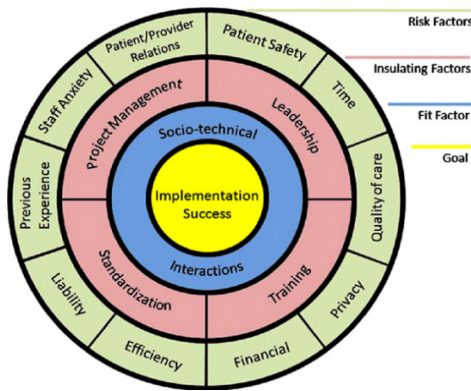 Risk Factors
Insulating Factors
Fit Factor
Goal
Patient/Provider
Relations
Patient Safety
Time
Quality of care
Privacy
Financial
Efficiency
Liability
Previous
Experience
Staff Anxiety
Project Management
Leadership
Training
Standardization
Socio-technical
Interactions
Implementation
Success